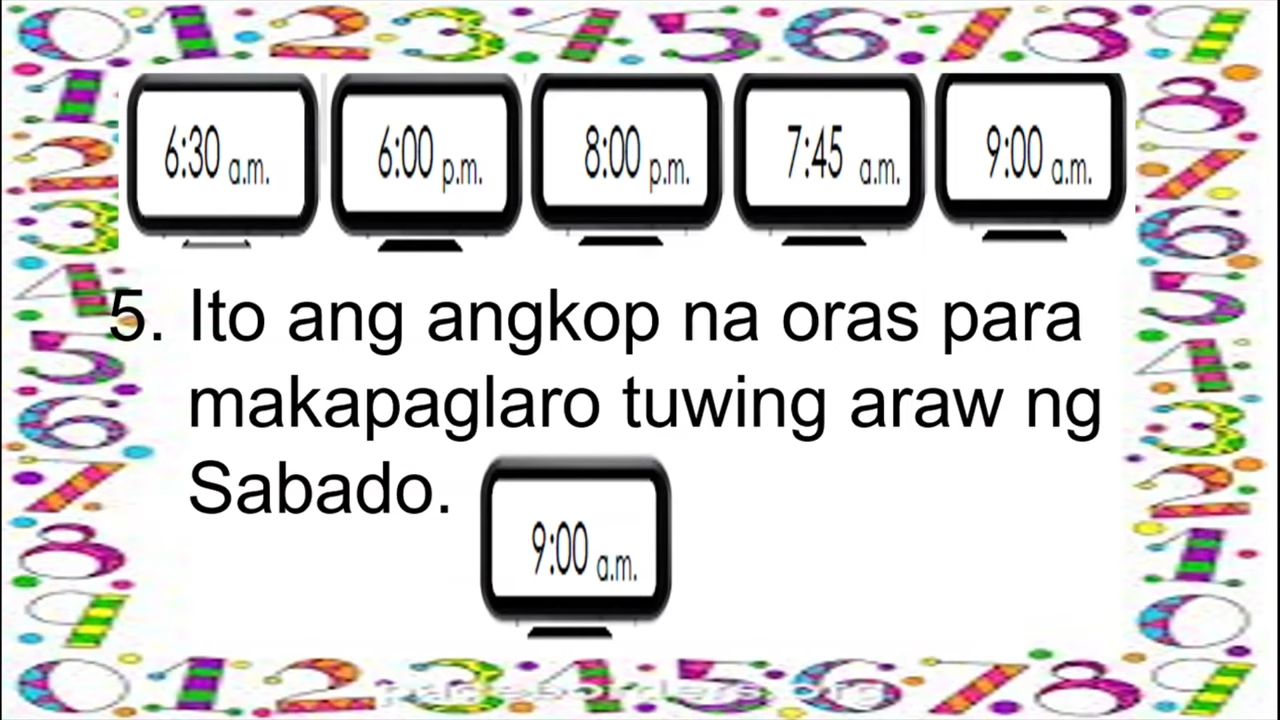 6:30 a.m. 6:00 p.m. 8:00 p.m. 7:45 a.m. 9:00 a.m.
5. Ito ang angkop na oras para
makapaglaro tuwing araw ng
Sabado.
9:00 a.m.